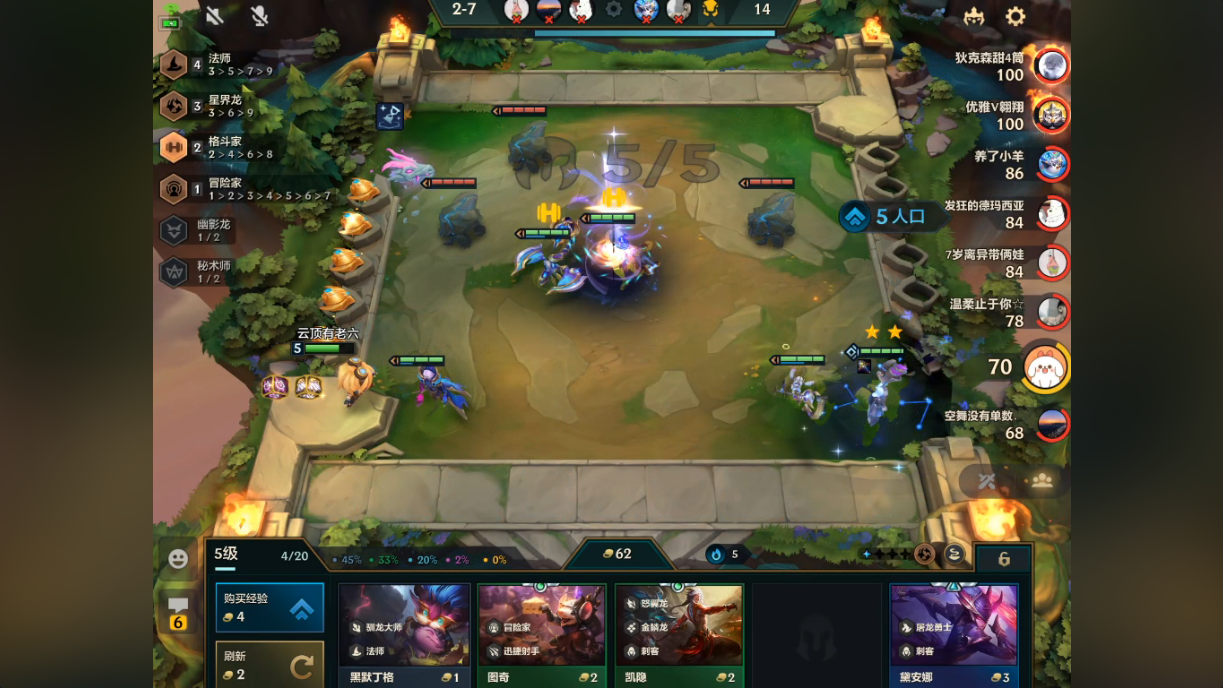 2-7
14
4 法师
3 > 5 > 7 > 9
3 星界龙
3 > 6 > 9
2 格斗家
2 > 4 > 6 > 8
1 冒险家
1 > 2 > 3 > 4 > 5 > 6 > 7
幽影龙
1 / 2
秘术师
1 / 2
5/5
5 人口
狄克森甜4筒
100
优雅V翱翔
100
养了小羊
86
发狂的德玛西亚
84
7岁离异带俩娃
84
温柔止于你☆
78
70
空舞没有单数.
68
云顶有老六
5
5级
4/20
45% 33% 20% 2% 0%
62
5
6
购买经验
4
刷新
2
6
驯龙大师
法师
黑默丁格 1
冒险家
迅捷射手
图奇 2
怒翼龙
金鳞龙
刺客
凯隐 2
屠龙勇士
刺客
黛安娜 3